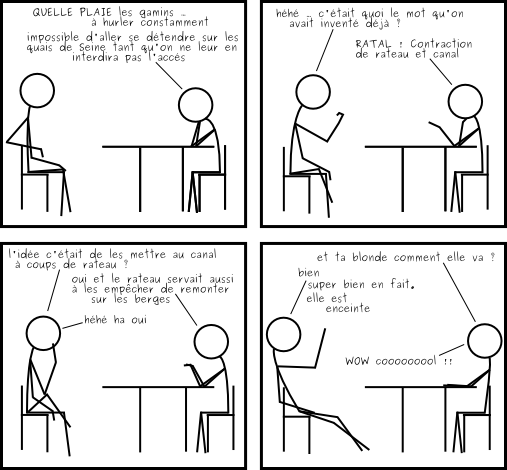 QUELLE PLAIE les gamins ..
à hurler constamment
impossible d'aller se détendre sur les
quais de Seine tant qu'on ne leur en
interdira pas l'accès
héhé .. c'était quoi le mot qu'on
avait inventé déjà ?
RATAL ! Contraction
de rateau et canal
l'idée c'était de les mettre au canal
à coups de rateau ?
oui et le rateau servait aussi
à les empêcher de remonter
sur les berges
héhé ha oui
et ta blonde comment elle va ?
bien
super bien en fait.
elle est
enceinte
WOW cooooooool !!